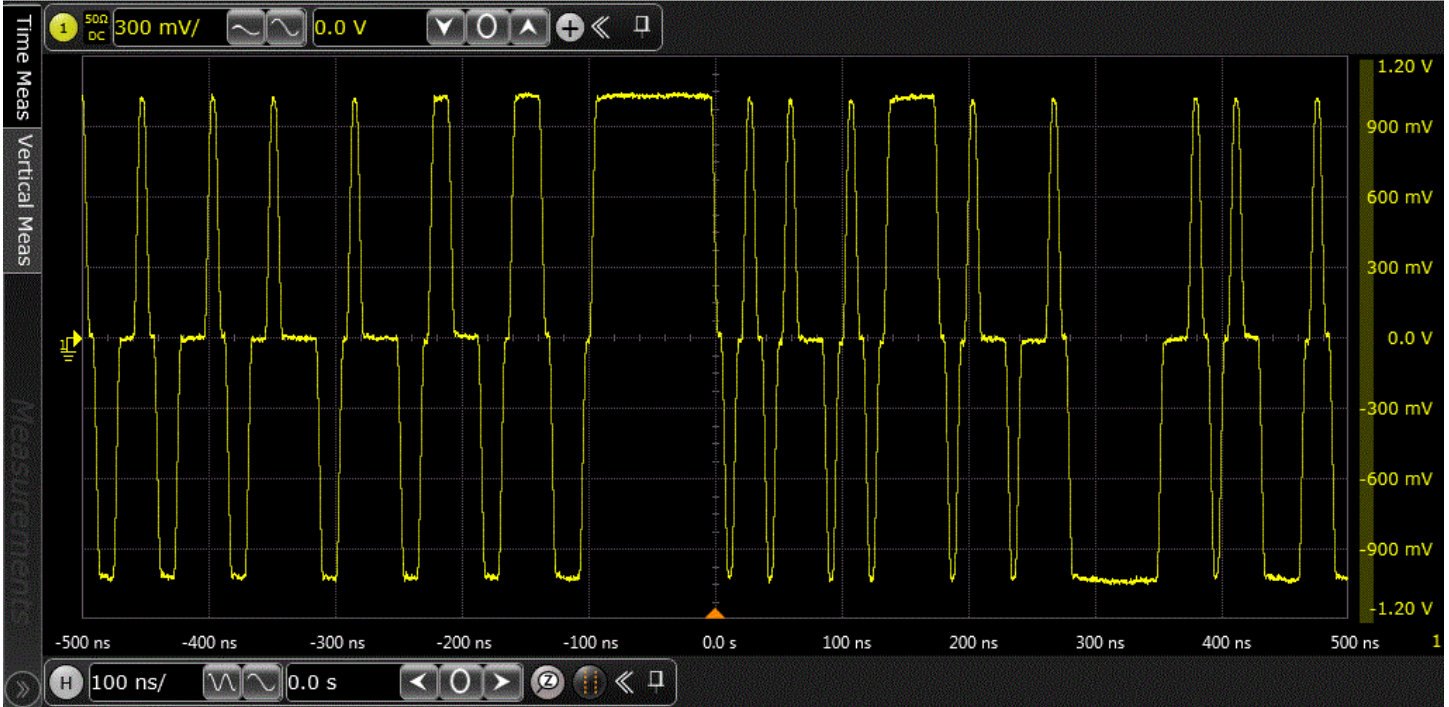 Time Meas
Vertical Meas
Measurements
1 50Ω DC 300 mV/ 0.0 V
1.20 V
900 mV
600 mV
300 mV
0.0 V
-300 mV
-600 mV
-900 mV
-1.20 V
1
-500 ns -400 ns -300 ns -200 ns -100 ns 0.0 s 100 ns 200 ns 300 ns 400 ns 500 ns 1
H 100 ns/ 0.0 s Z